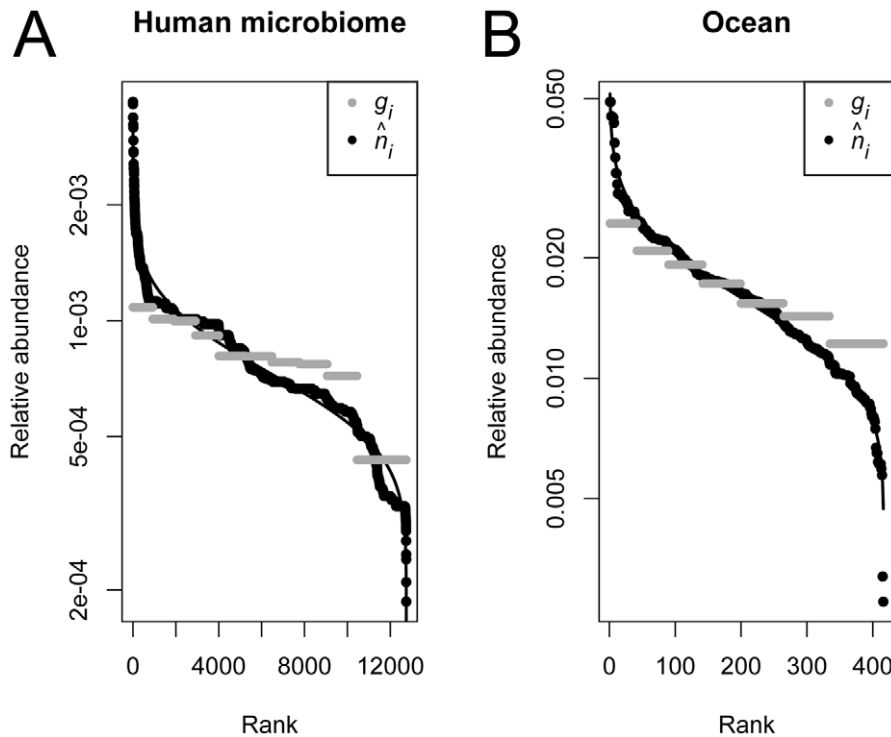 A
Human microbiome
g_i
n̂_i
2e-03
1e-03
5e-04
2e-04
Relative abundance
0
4000
8000
12000
Rank
B
Ocean
g_i
n̂_i
0.050
0.020
0.010
0.005
Relative abundance
0
100
200
300
400
Rank